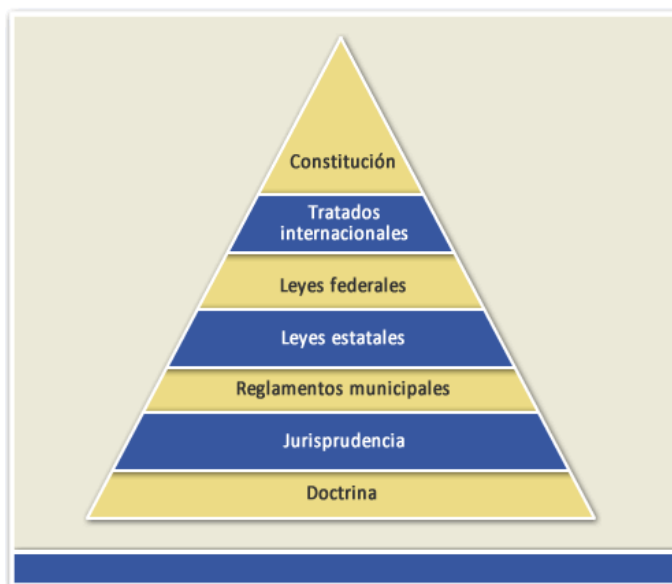 Constitución
Tratados
internacionales
Leyes federales
Leyes estatales
Reglamentos municipales
Jurisprudencia
Doctrina